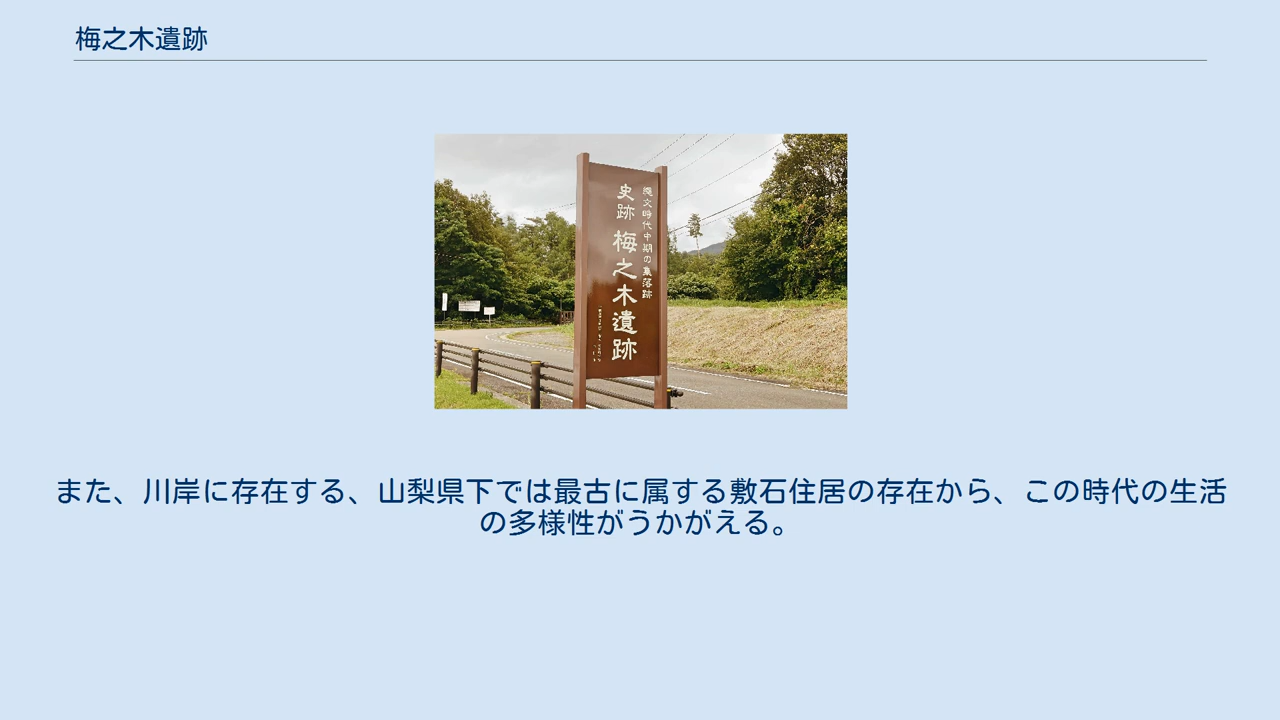 梅之木遺跡
縄文時代中期の集落跡
史跡 梅之木遺跡
また、川岸に存在する、山梨県下では最古に属する敷石住居の存在から、この時代の生活
の多様性がうかがえる。